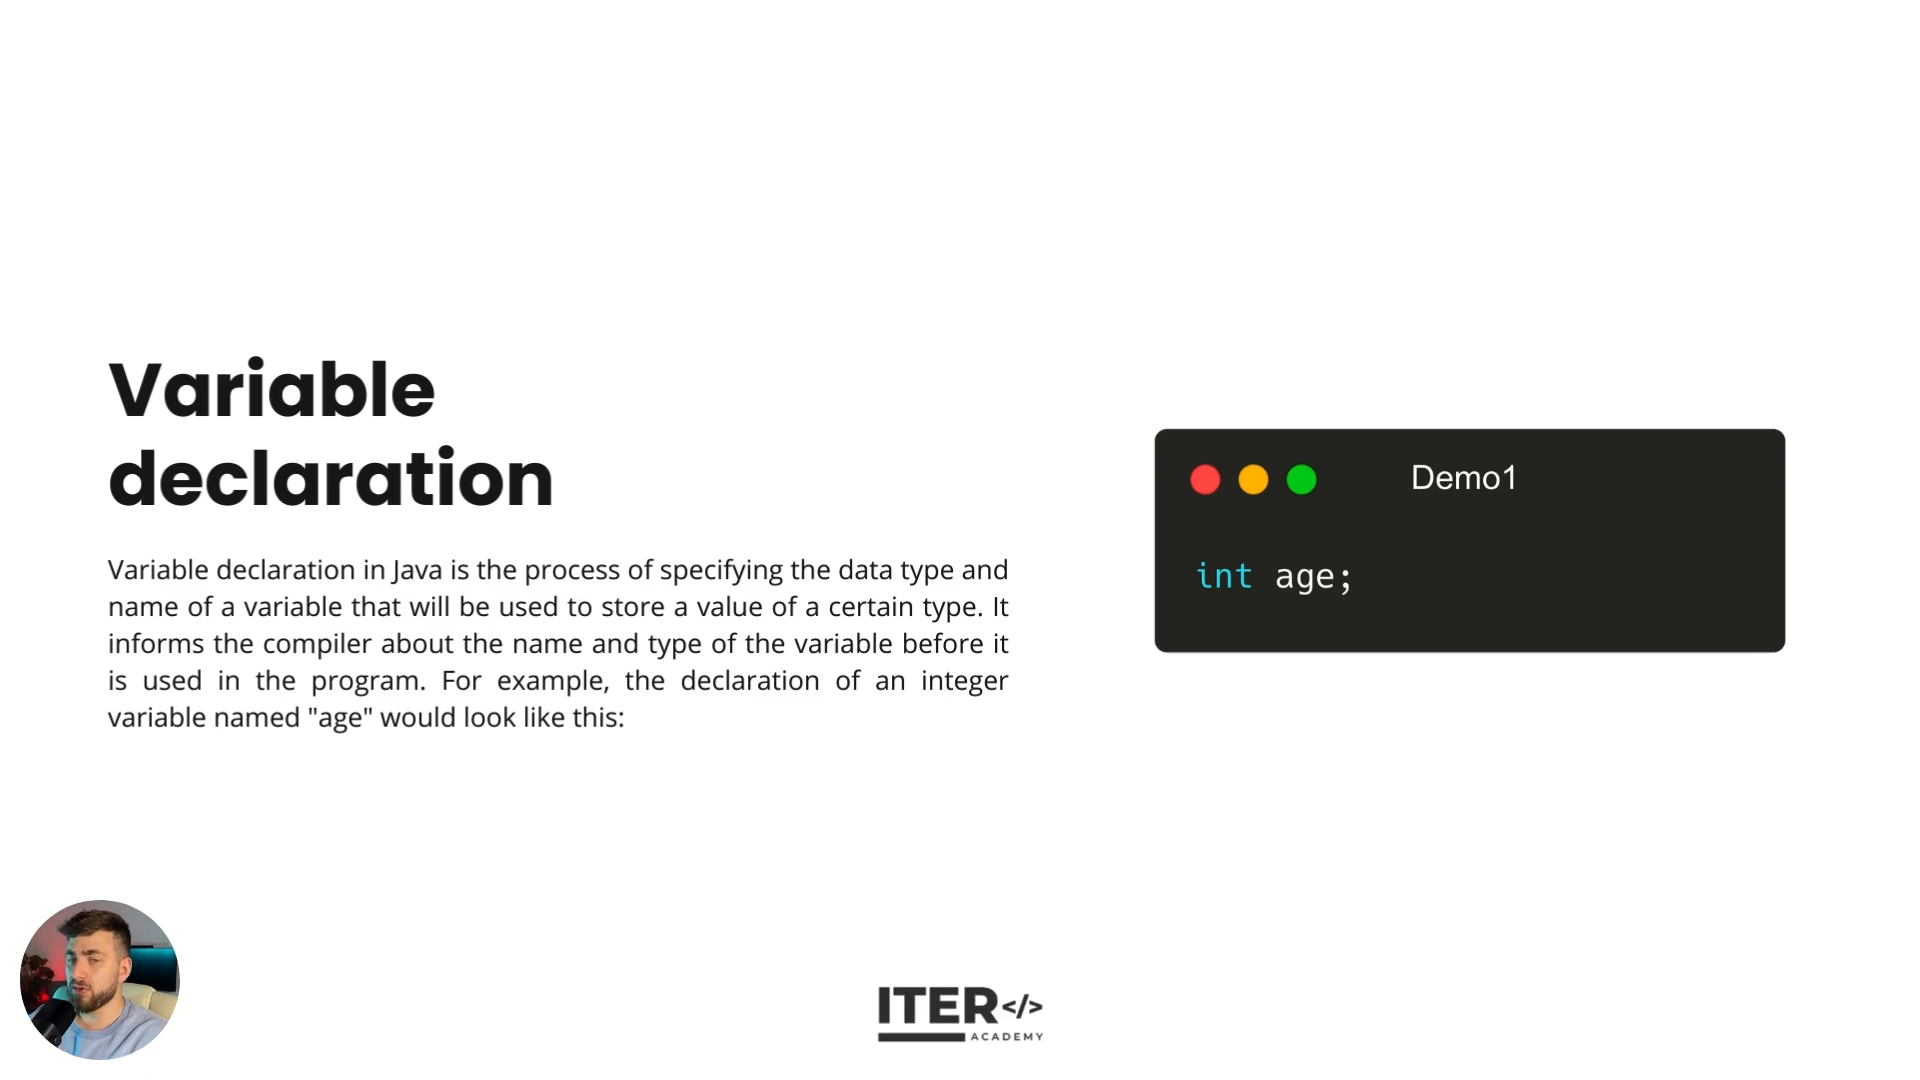 Variable
declaration
Variable declaration in Java is the process of specifying the data type and
name of a variable that will be used to store a value of a certain type. It
informs the compiler about the name and type of the variable before it
is used in the program. For example, the declaration of an integer
variable named "age" would look like this:
Demo1
int age;
ITER</>
ACADEMY